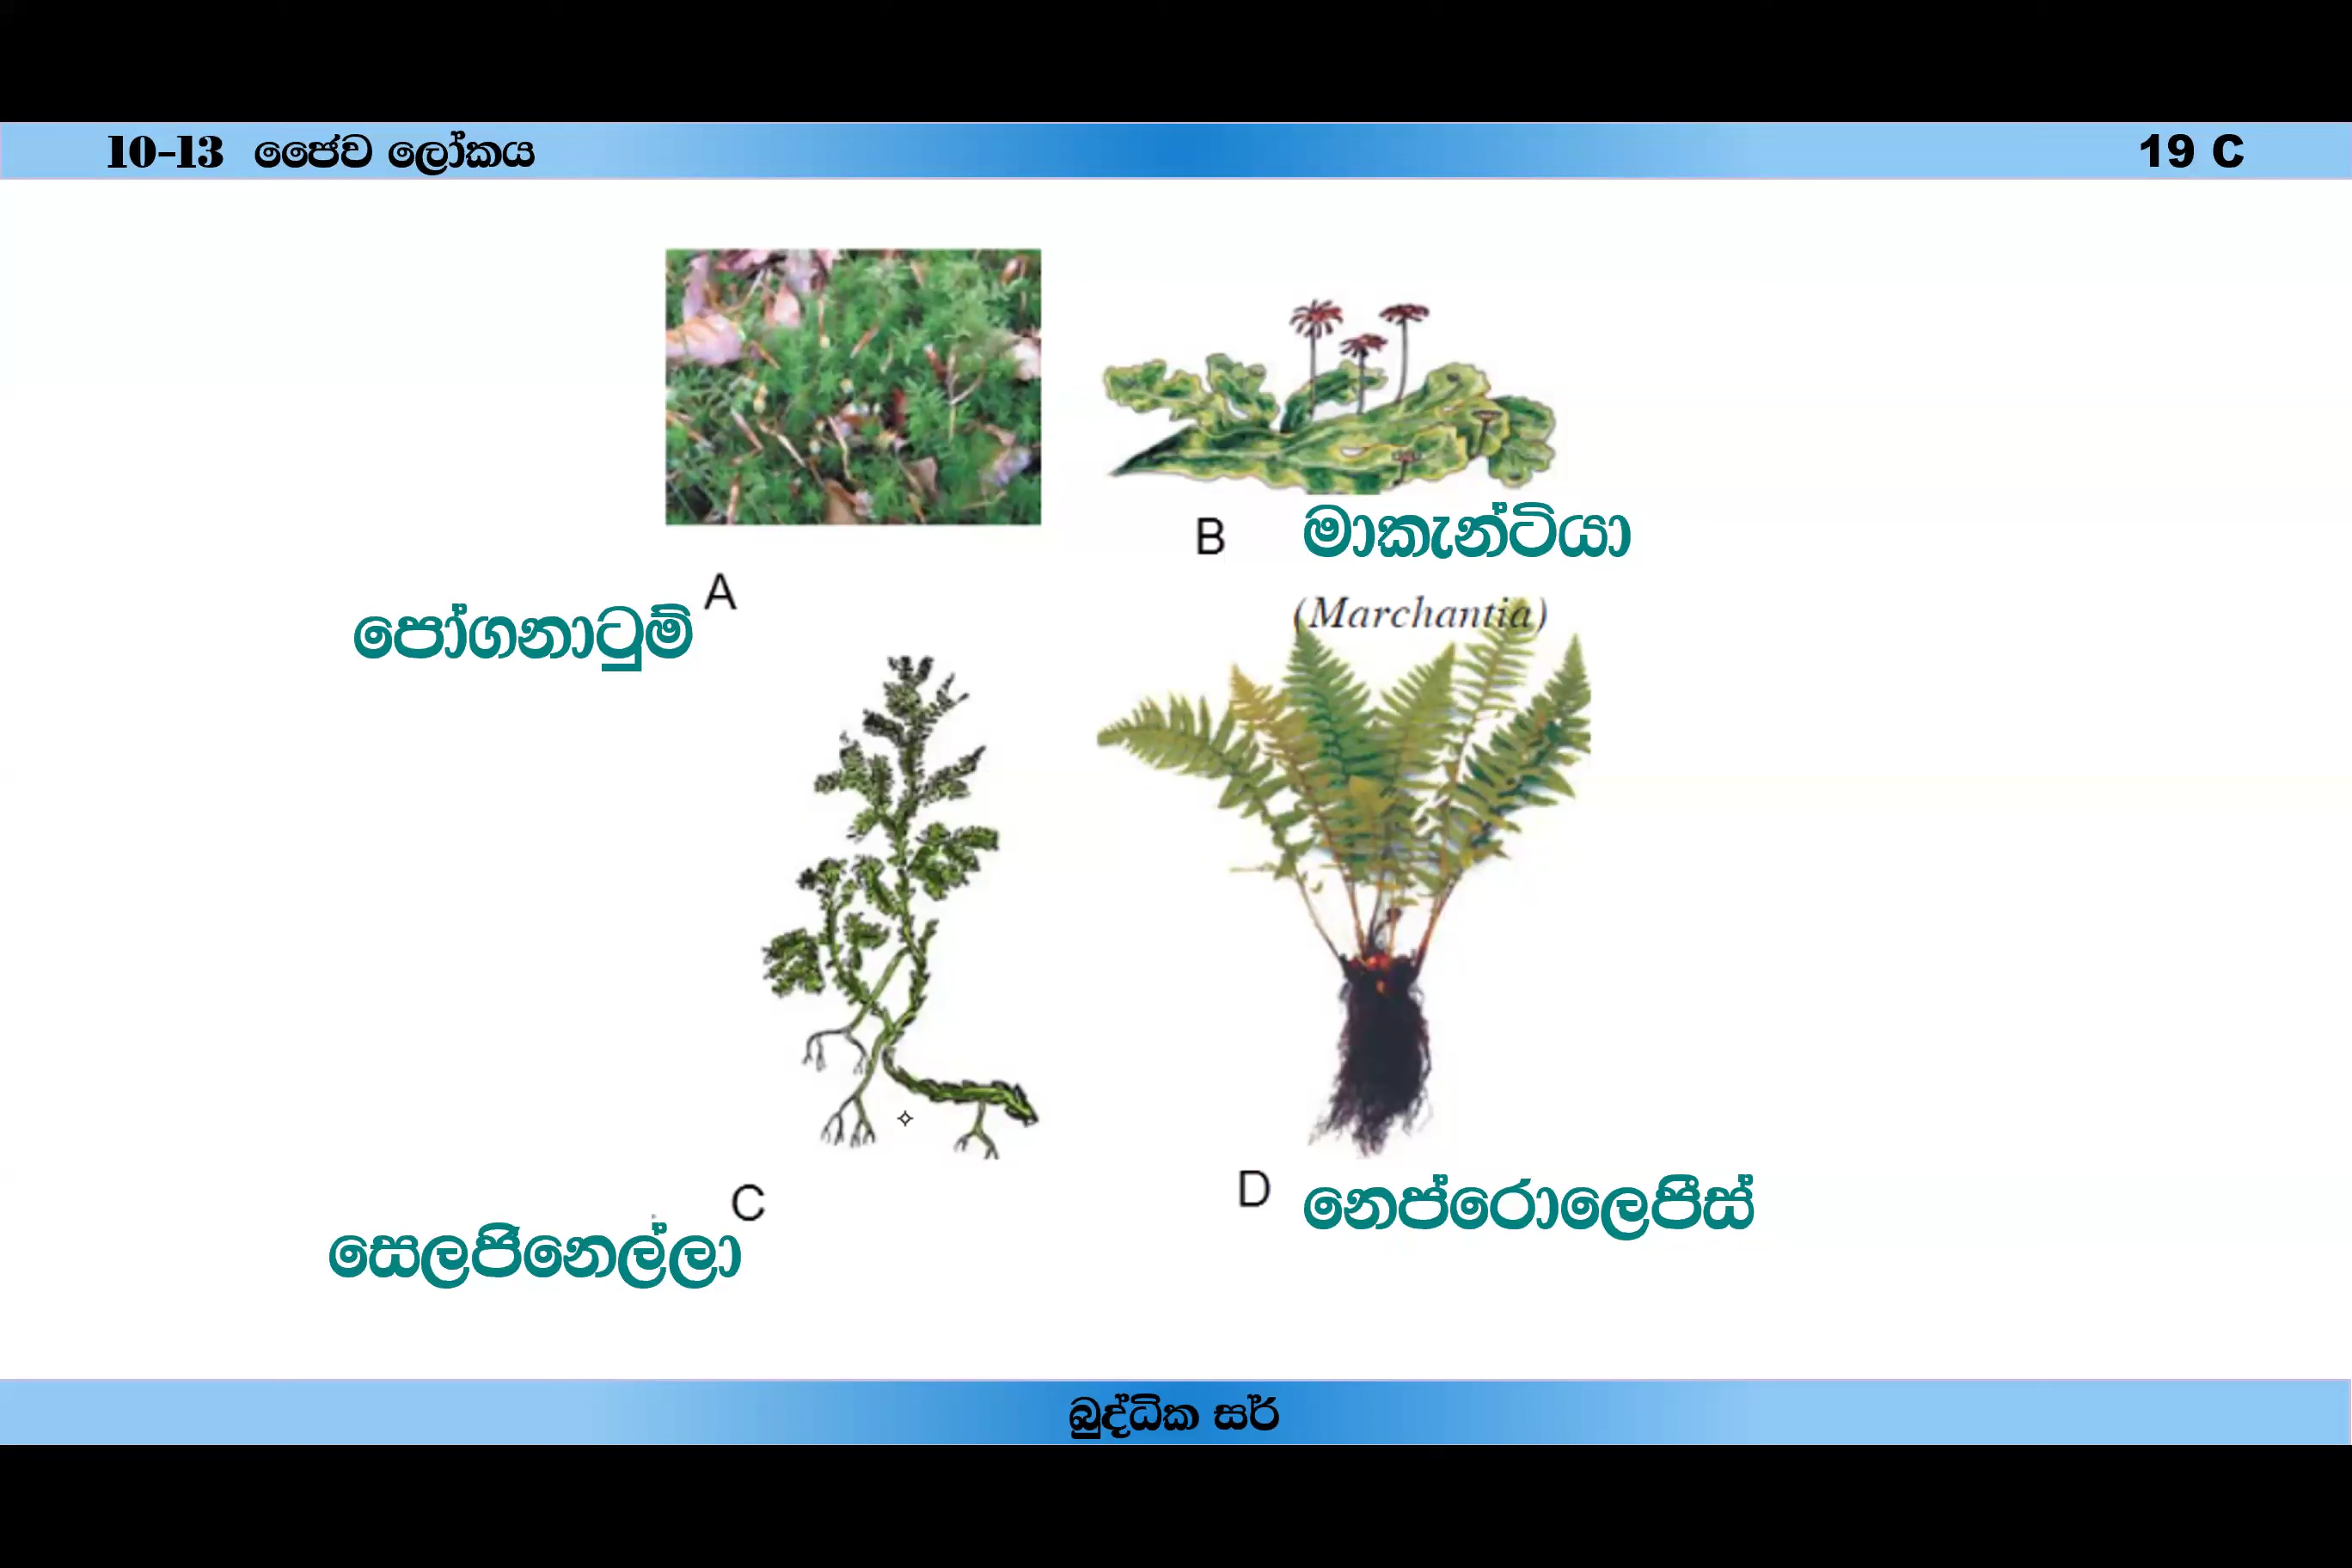 10-13 ජෛව ලෝකය
19 C
B මාකැන්ටියා
A
පෝගනාටුම්
(Marchantia)
C
සෙලජිනෙල්ලා
D නෙප්රොලෙපීස්
බුද්ධික සර්